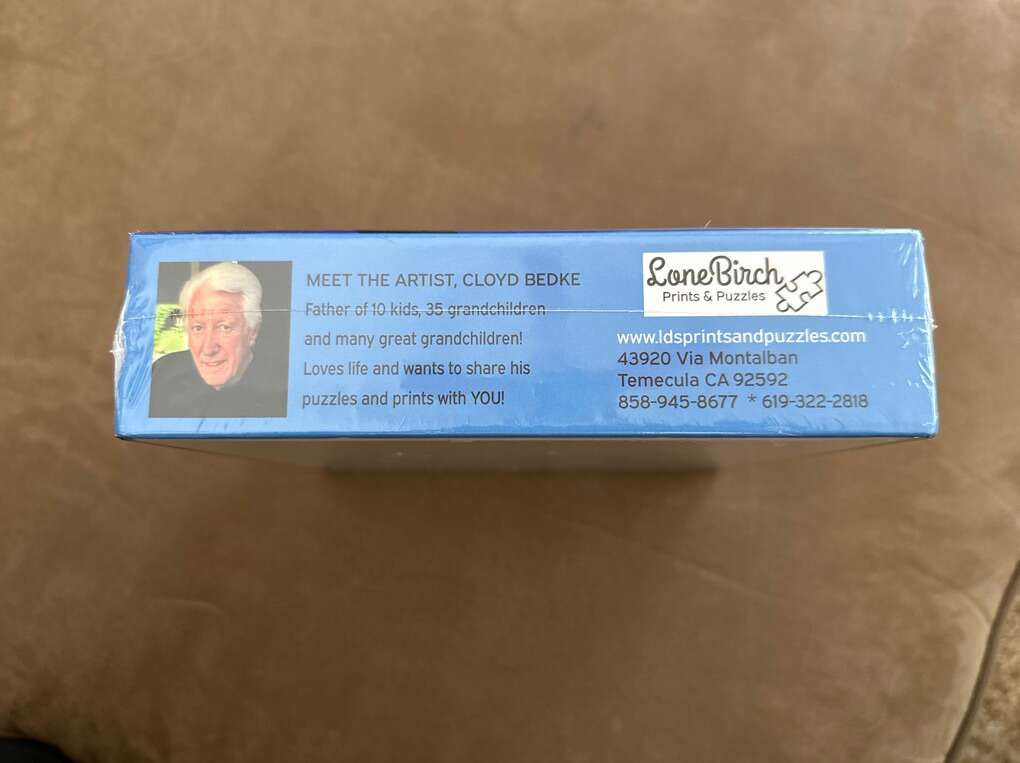 MEET THE ARTIST, CLOYD BEDKE
Father of 10 kids, 35 grandchildren
and many great grandchildren!
Loves life and wants to share his
puzzles and prints with YOU!
LoneBirch
Prints & Puzzles
www.ldsprintsandpuzzles.com
43920 Via Montalban
Temecula CA 92592
858-945-8677 * 619-322-2818